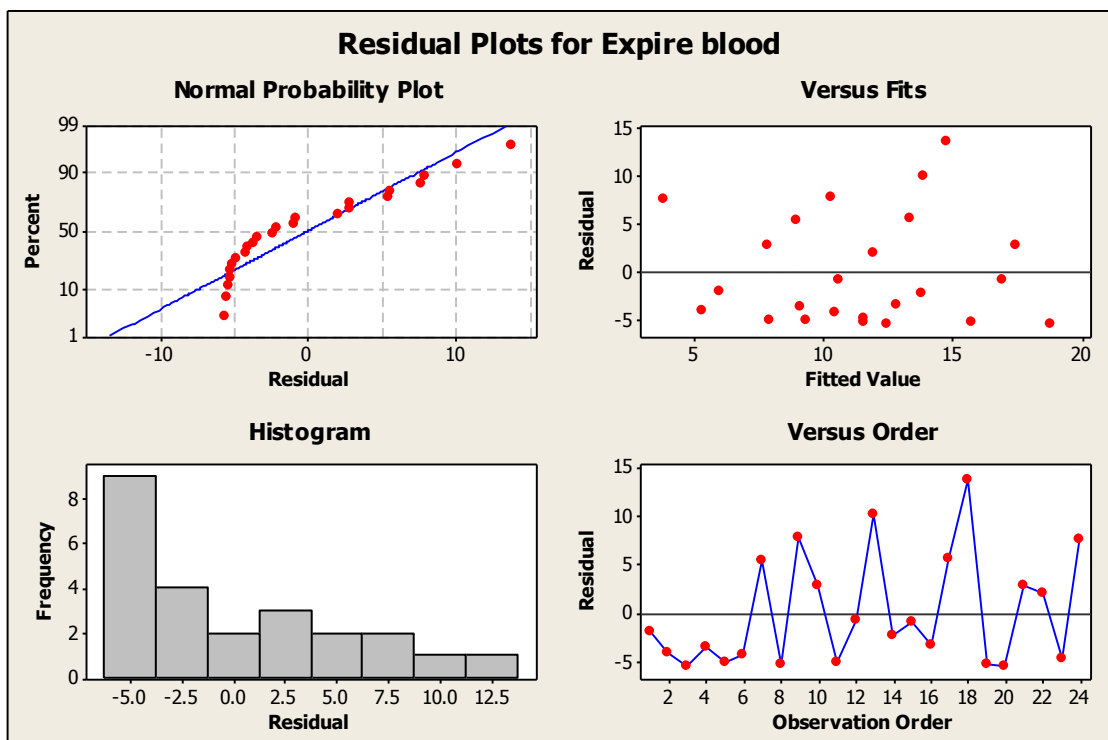 Residual Plots for Expire blood
Normal Probability Plot
99
90
50
10
1
Percent
-10 0 10
Residual
Versus Fits
15
10
5
0
-5
Residual
5 10 15 20
Fitted Value
Histogram
8
6
4
2
0
Frequency
-5.0 -2.5 0.0 2.5 5.0 7.5 10.0 12.5
Residual
Versus Order
15
10
5
0
-5
Residual
2 4 6 8 10 12 14 16 18 20 22 24
Observation Order